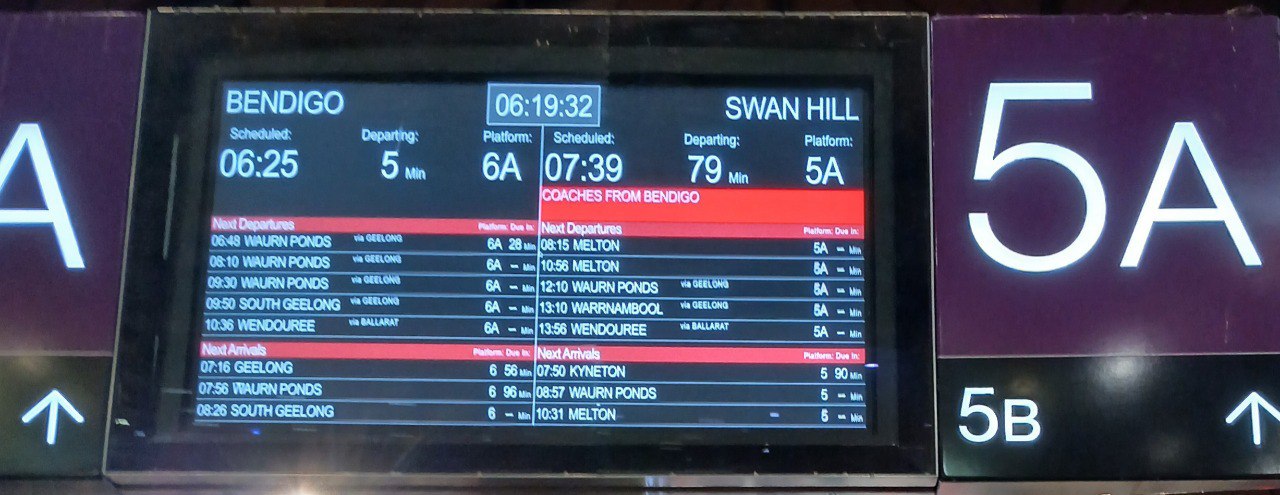 A
BENDIGO
Scheduled: Departing: Platform:
06:25 5 Min 6A
Next Departures Platform: Due In:
06:48 WAURN PONDS via GEELONG 6A 28 Min
08:10 WAURN PONDS via GEELONG 6A – Min
09:30 WAURN PONDS via GEELONG 6A – Min
09:50 SOUTH GEELONG via GEELONG 6A – Min
10:36 WENDOUREE via BALLARAT 6A – Min
Next Arrivals Platform: Due In:
07:16 GEELONG 6 56 Min
07:56 WAURN PONDS 6 96 Min
08:26 SOUTH GEELONG 6 – Min
06:19:32
SWAN HILL
Scheduled: Departing: Platform:
07:39 79 Min 5A
COACHES FROM BENDIGO
Next Departures Platform: Due In:
08:15 MELTON 5A – Min
10:56 MELTON 5A – Min
12:10 WAURN PONDS via GEELONG 5A – Min
13:10 WARRNAMBOOL via GEELONG 5A – Min
13:56 WENDOUREE via BALLARAT 5A – Min
Next Arrivals Platform: Due In:
07:50 KYNETON 5 90 Min
08:57 WAURN PONDS 5 – Min
10:31 MELTON 5 – Min
5A
5B